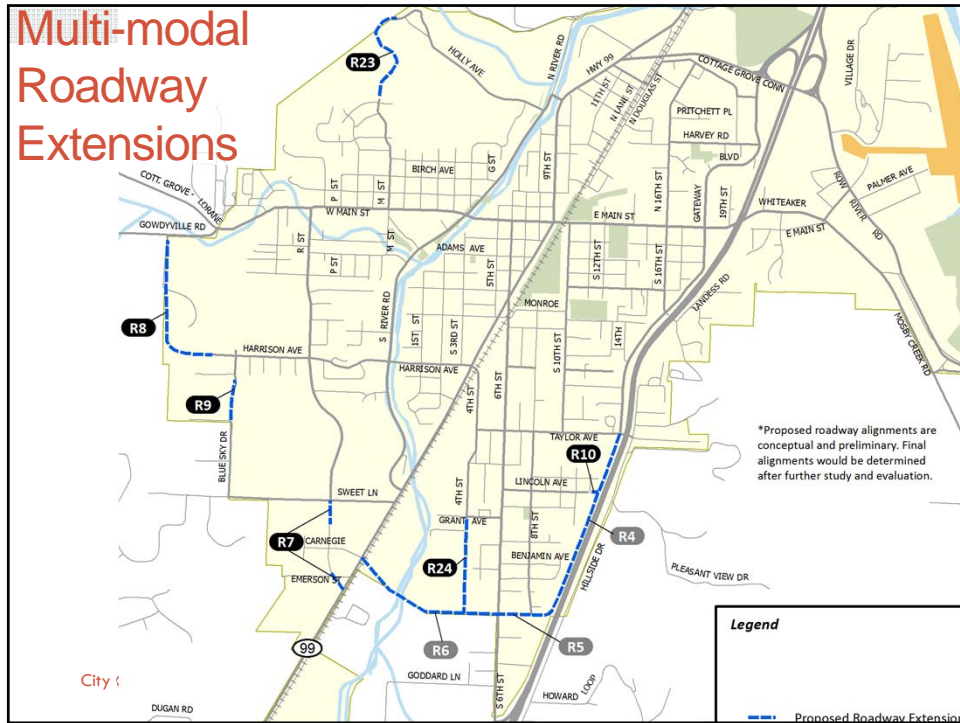 Multi-modal
Roadway
Extensions
R23
HOLLY AVE
N RIVER RD
HWY 99
11TH ST
N LANE ST
N DOUGLAS ST
COTTAGE GROVE CONN
VILLAGE DR
PRITCHETT PL
HARVEY RD
BLVD
BIRCH AVE
G ST
9TH ST
P ST
M ST
N 16TH ST
GATEWAY
19TH ST
ROW RIVER RD
PALMER AVE
COTT. GROVE - LORANE
GOWDYVILLE RD
W MAIN ST
E MAIN ST
WHITEAKER
E MAIN ST
R ST
P ST
M ST
ADAMS AVE
5TH ST
S 12TH ST
S 16TH ST
S RIVER RD
1ST ST
S 3RD ST
MONROE
S 10TH ST
14TH
LANDESS RD
MOSBY CREEK RD
R8
HARRISON AVE
HARRISON AVE
4TH ST
6TH ST
R9
BLUE SKY DR
TAYLOR AVE
*Proposed roadway alignments are
conceptual and preliminary. Final
alignments would be determined
after further study and evaluation.
R10
LINCOLN AVE
SWEET LN
4TH ST
GRANT AVE
8TH ST
R4
R7
CARNEGIE
R24
BENJAMIN AVE
HILLSIDE DR
EMERSON ST
PLEASANT VIEW DR
R6
R5
99
Legend
GODDARD LN
S 6TH ST
HOWARD LOOP
City
DUGAN RD
Proposed Roadway Extension